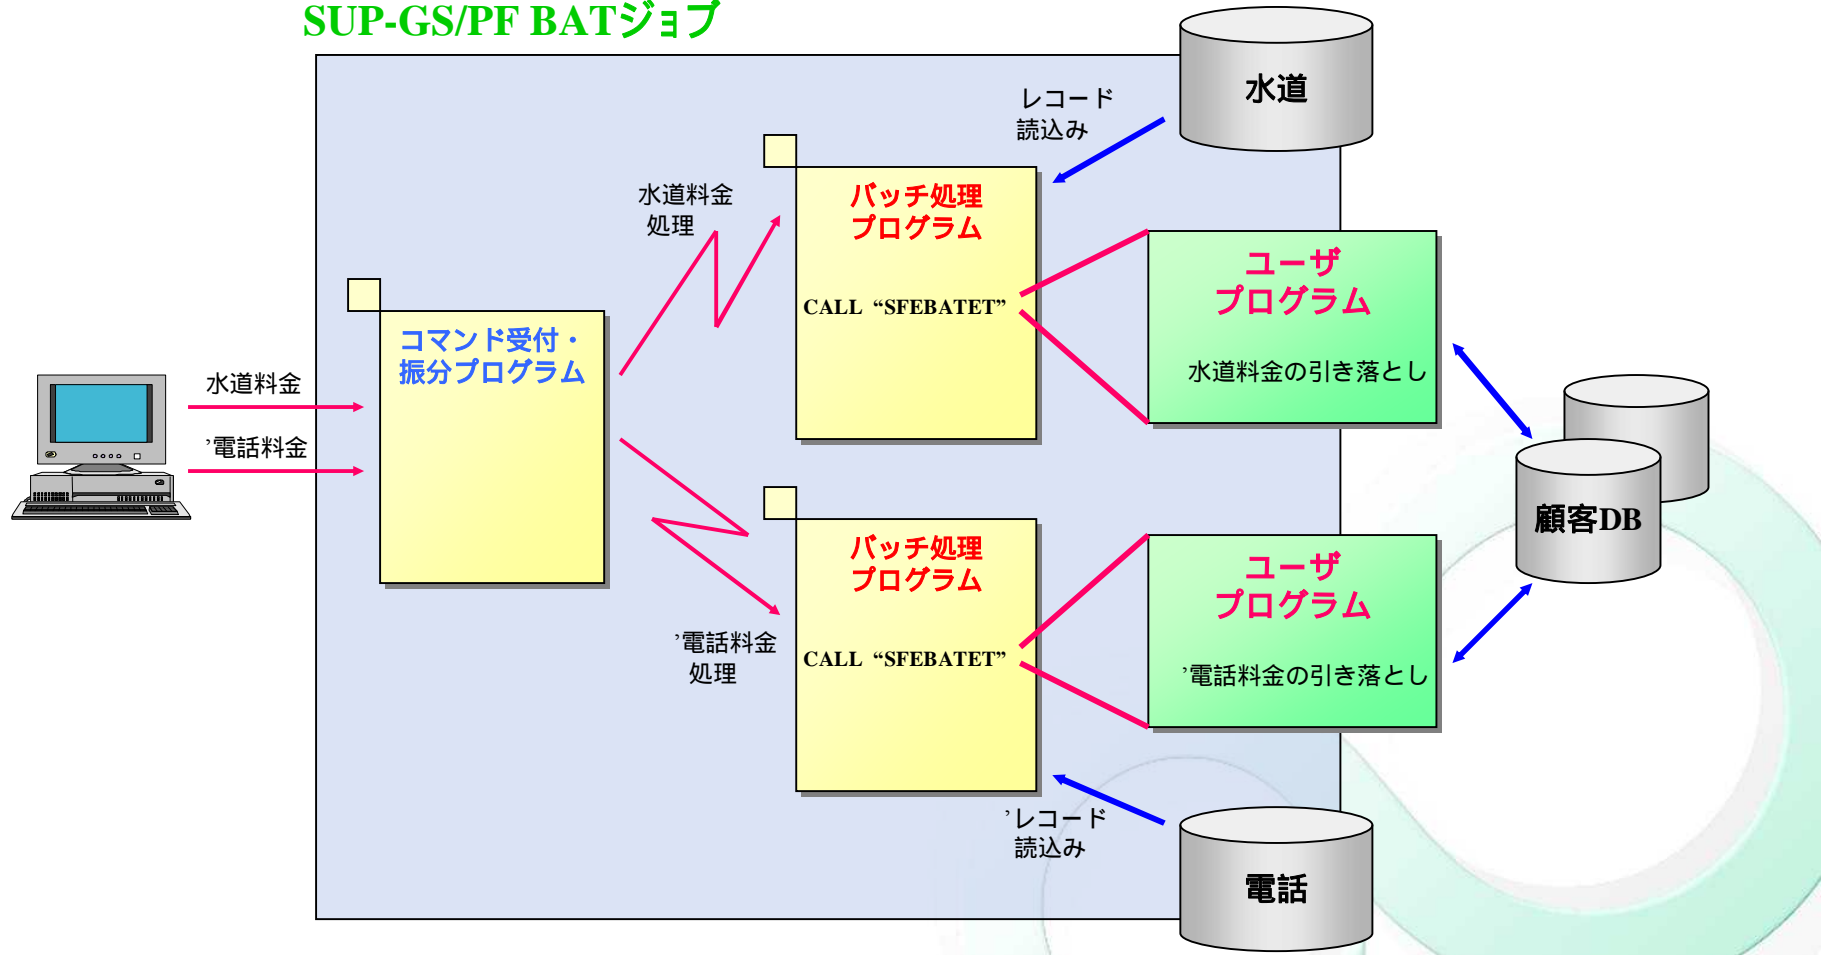 SUP-GS/PF BATジョブ
水道
レコード
読込み
水道料金
処理
バッチ処理
プログラム
CALL “SFEBATET”
ユーザ
プログラム
水道料金の引き落とし
コマンド受付・
振分プログラム
水道料金
’電話料金
顧客DB
バッチ処理
プログラム
CALL “SFEBATET”
’電話料金
処理
ユーザ
プログラム
’電話料金の引き落とし
’レコード
読込み
電話